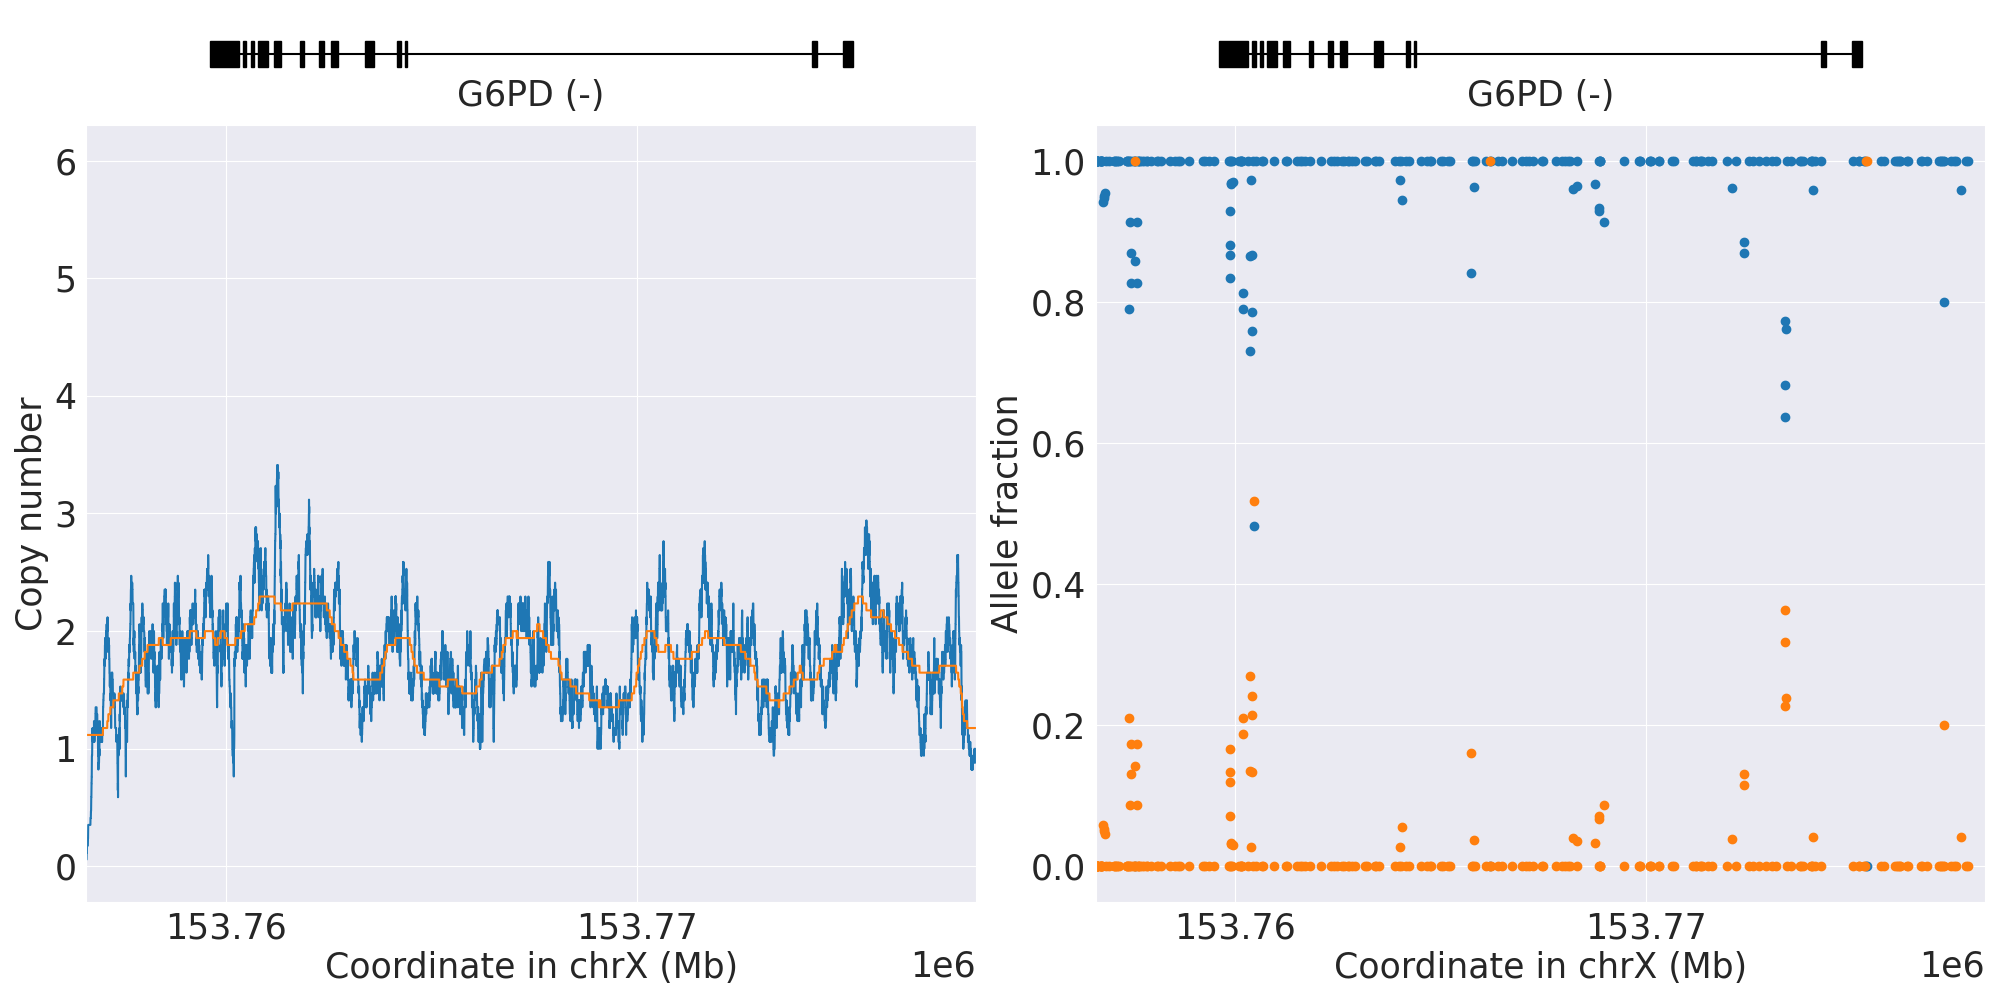 G6PD (-)
6
5
4
3
2
1
0
Copy number
153.76
153.77
Coordinate in chrX (Mb)
1e6
G6PD (-)
1.0
0.8
0.6
0.4
0.2
0.0
Allele fraction
153.76
153.77
Coordinate in chrX (Mb)
1e6